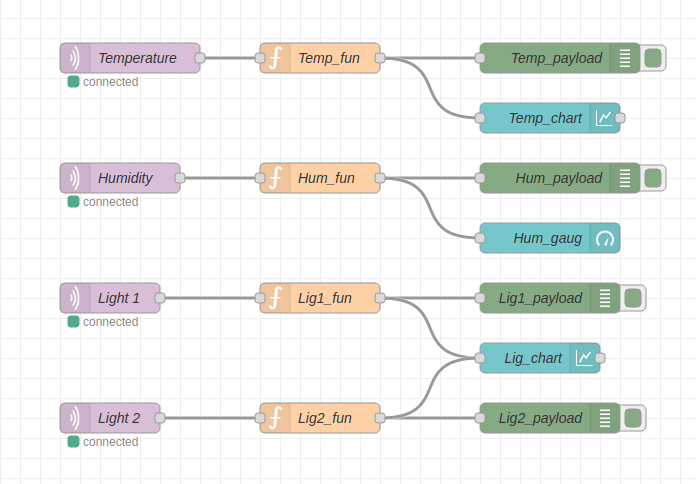 Temperature
connected
Temp_fun
Temp_payload
Temp_chart
Humidity
connected
Hum_fun
Hum_payload
Hum_gaug
Light 1
connected
Lig1_fun
Lig1_payload
Lig_chart
Light 2
connected
Lig2_fun
Lig2_payload